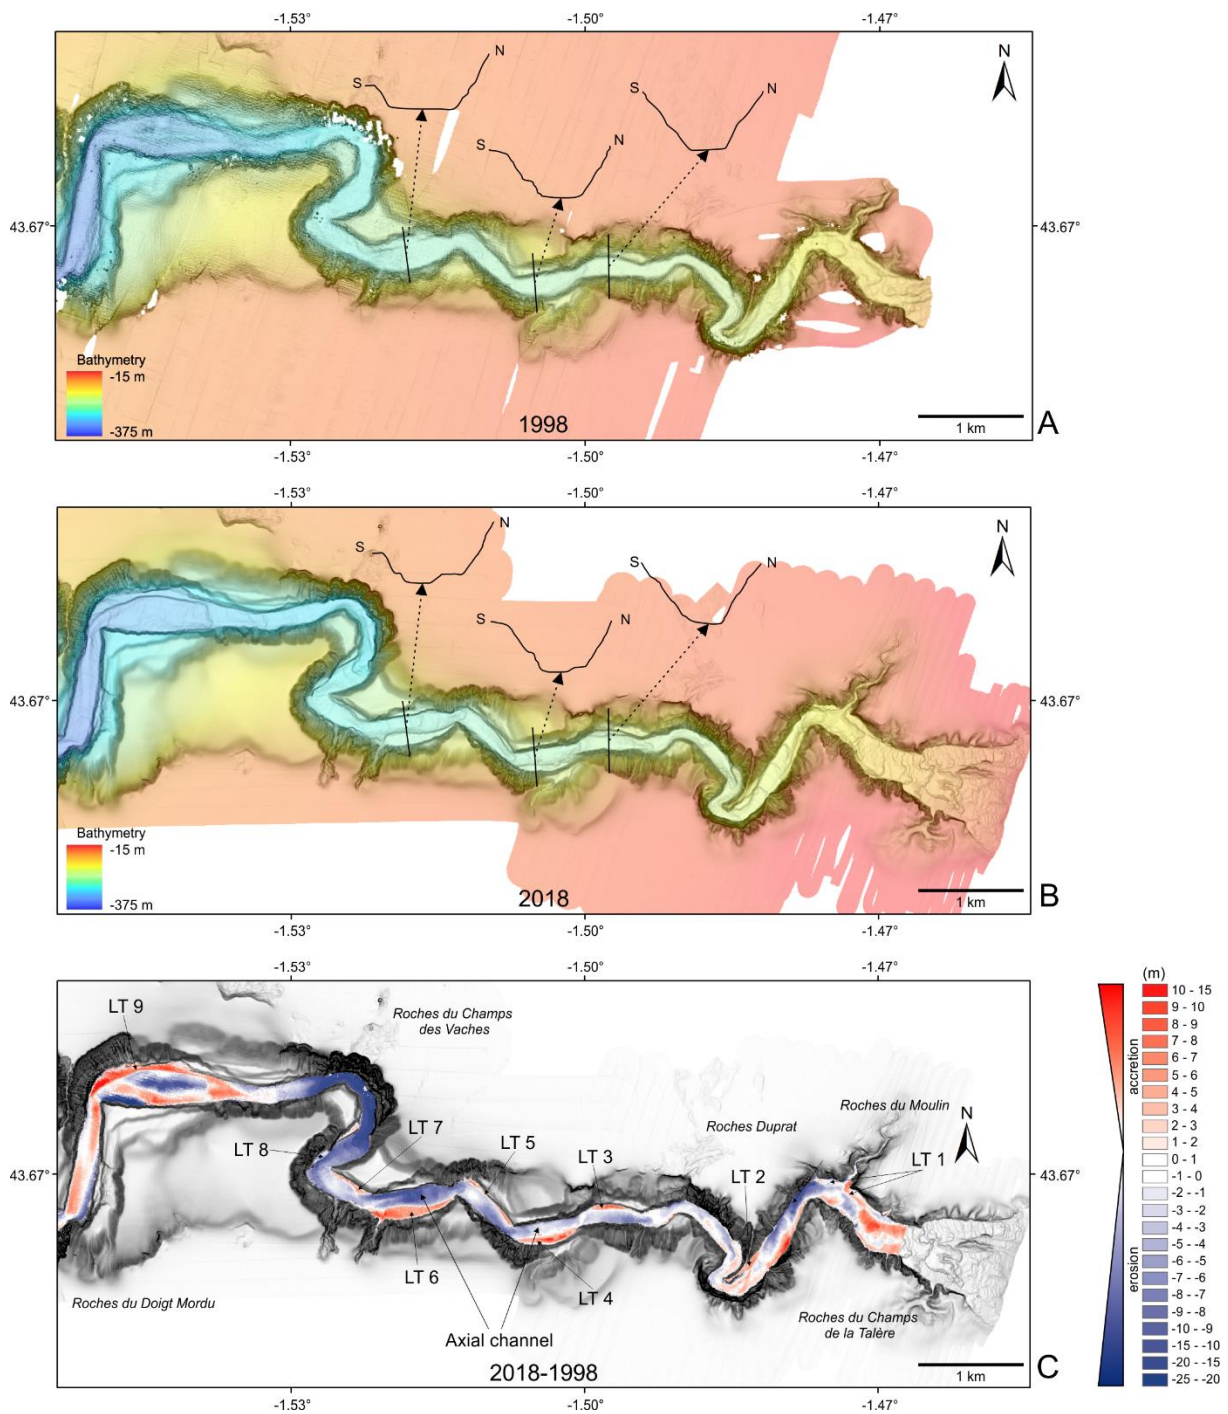 -1.53° -1.50° -1.47°
N
S N
S N
S N
43.67° 43.67°
Bathymetry
-15 m
-375 m
1998
1 km
A
-1.53° -1.50° -1.47°
-1.53° -1.50° -1.47°
N
S N
S N
S N
43.67° 43.67°
Bathymetry
-15 m
-375 m
2018
1 km
B
-1.53° -1.50° -1.47°
-1.53° -1.50° -1.47°
LT 9
Roches du Champs
des Vaches
Roches du Moulin
Roches Duprat
N
LT 8
LT 7
LT 5
LT 3
LT 2
LT 1
43.67° 43.67°
LT 6
LT 4
Roches du Doigt Mordu
Axial channel
Roches du Champs
de la Talère
2018-1998
1 km
C
-1.53° -1.50° -1.47°
(m)
accretion
erosion
10 - 15
9 - 10
8 - 9
7 - 8
6 - 7
5 - 6
4 - 5
3 - 4
2 - 3
1 - 2
0 - 1
-1 - 0
-2 - -1
-3 - -2
-4 - -3
-5 - -4
-6 - -5
-7 - -6
-8 - -7
-9 - -8
-10 - -9
-15 - -10
-20 - -15
-25 - -20